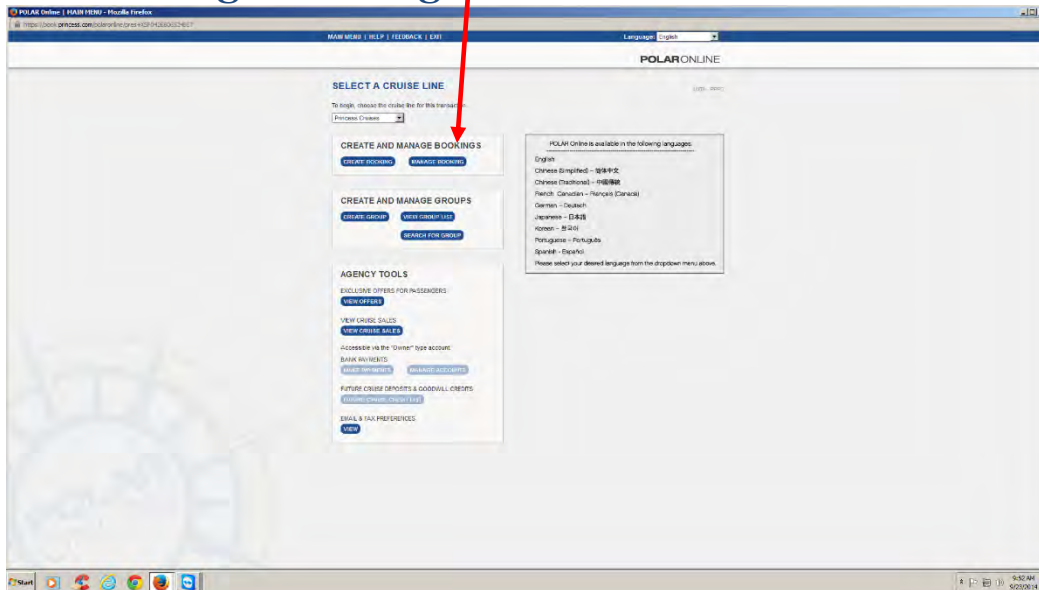 POLAR Online | MAIN MENU - Mozilla Firefox
MAIN MENU | HELP | FEEDBACK | EXIT
Language: English
POLARONLINE
SELECT A CRUISE LINE
To begin, choose the cruise line for this transaction.
Princess Cruises
CREATE AND MANAGE BOOKINGS
CREATE BOOKING MANAGE BOOKING
CREATE AND MANAGE GROUPS
CREATE GROUP VIEW GROUP LIST
SEARCH FOR GROUP
AGENCY TOOLS
EXCLUSIVE OFFERS FOR PASSENGERS
VIEW OFFERS
VIEW CRUISE SALES
VIEW CRUISE SALES
Accessible via the "Owner" type account
BANK PAYMENTS
MAKE PAYMENTS MANAGE ACCOUNTS
FUTURE CRUISE DEPOSITS & GOODWILL CREDITS
EMAIL & FAX PREFERENCES
VIEW
POLAR Online is available in the following languages:
English
Chinese (Simplified) – 简体中文
Chinese (Traditional) – 中國傳統
French Canadian – Français (Canada)
German – Deutsch
Japanese – 日本語
Korean – 한국어
Portuguese – Português
Spanish – Español
Please select your desired language from the dropdown menu above.
Start
9:52 AM
9/23/2014